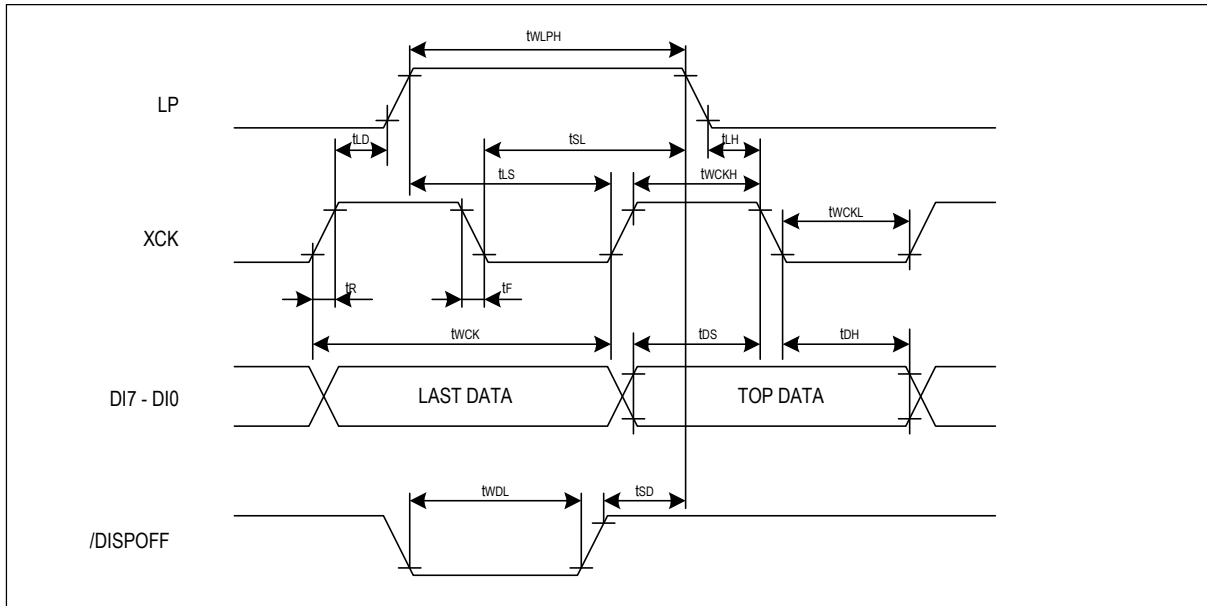 tWLPH
LP
tLD
tSL
tLH
tLS
tWCKH
tWCKL
XCK
tR
tF
tWCK
tDS
tDH
DI7 - DI0
LAST DATA
TOP DATA
tWDL
tSD
/DISPOFF